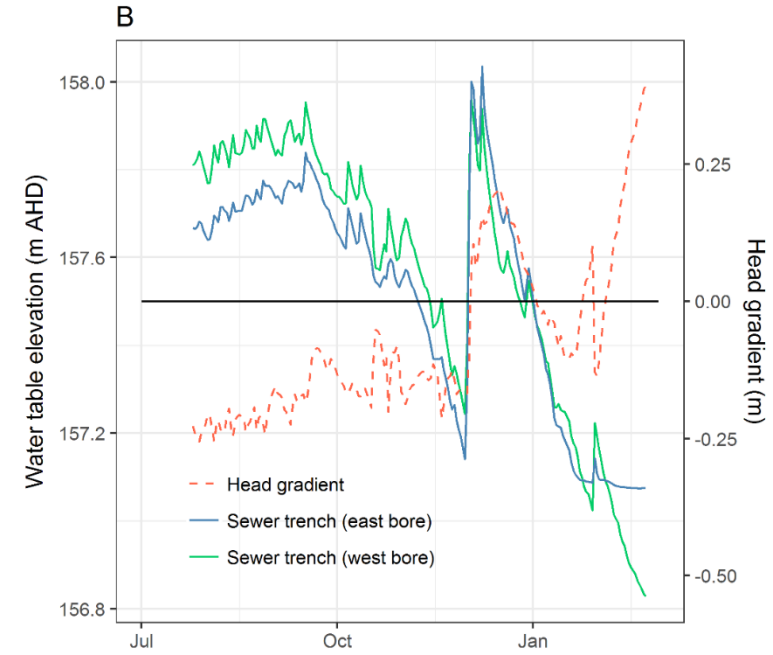 B
Water table elevation (m AHD)
158.0
157.6
157.2
156.8
0.25
0.00
-0.25
-0.50
Head gradient (m)
Head gradient
Sewer trench (east bore)
Sewer trench (west bore)
Jul
Oct
Jan